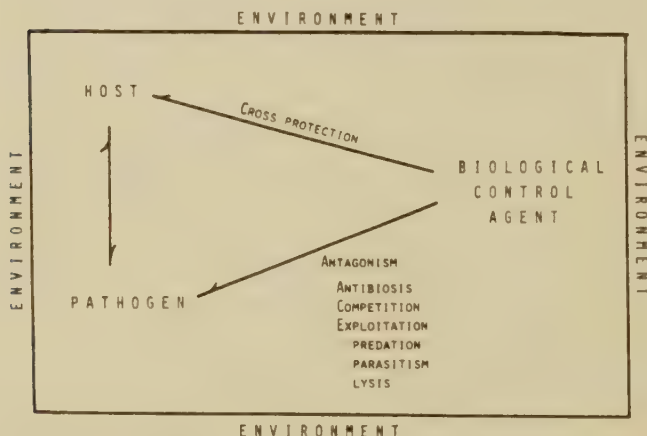 ENVIRONMENT
HOST
CROSS PROTECTION
ENVIRONMENT
BIOLOGICAL
CONTROL
AGENT
ENVIRONMENT
PATHOGEN
ANTAGONISM
ANTIBIOSIS
COMPETITION
EXPLOITATION
PREDATION
PARASITISM
LYSIS
ENVIRONMENT